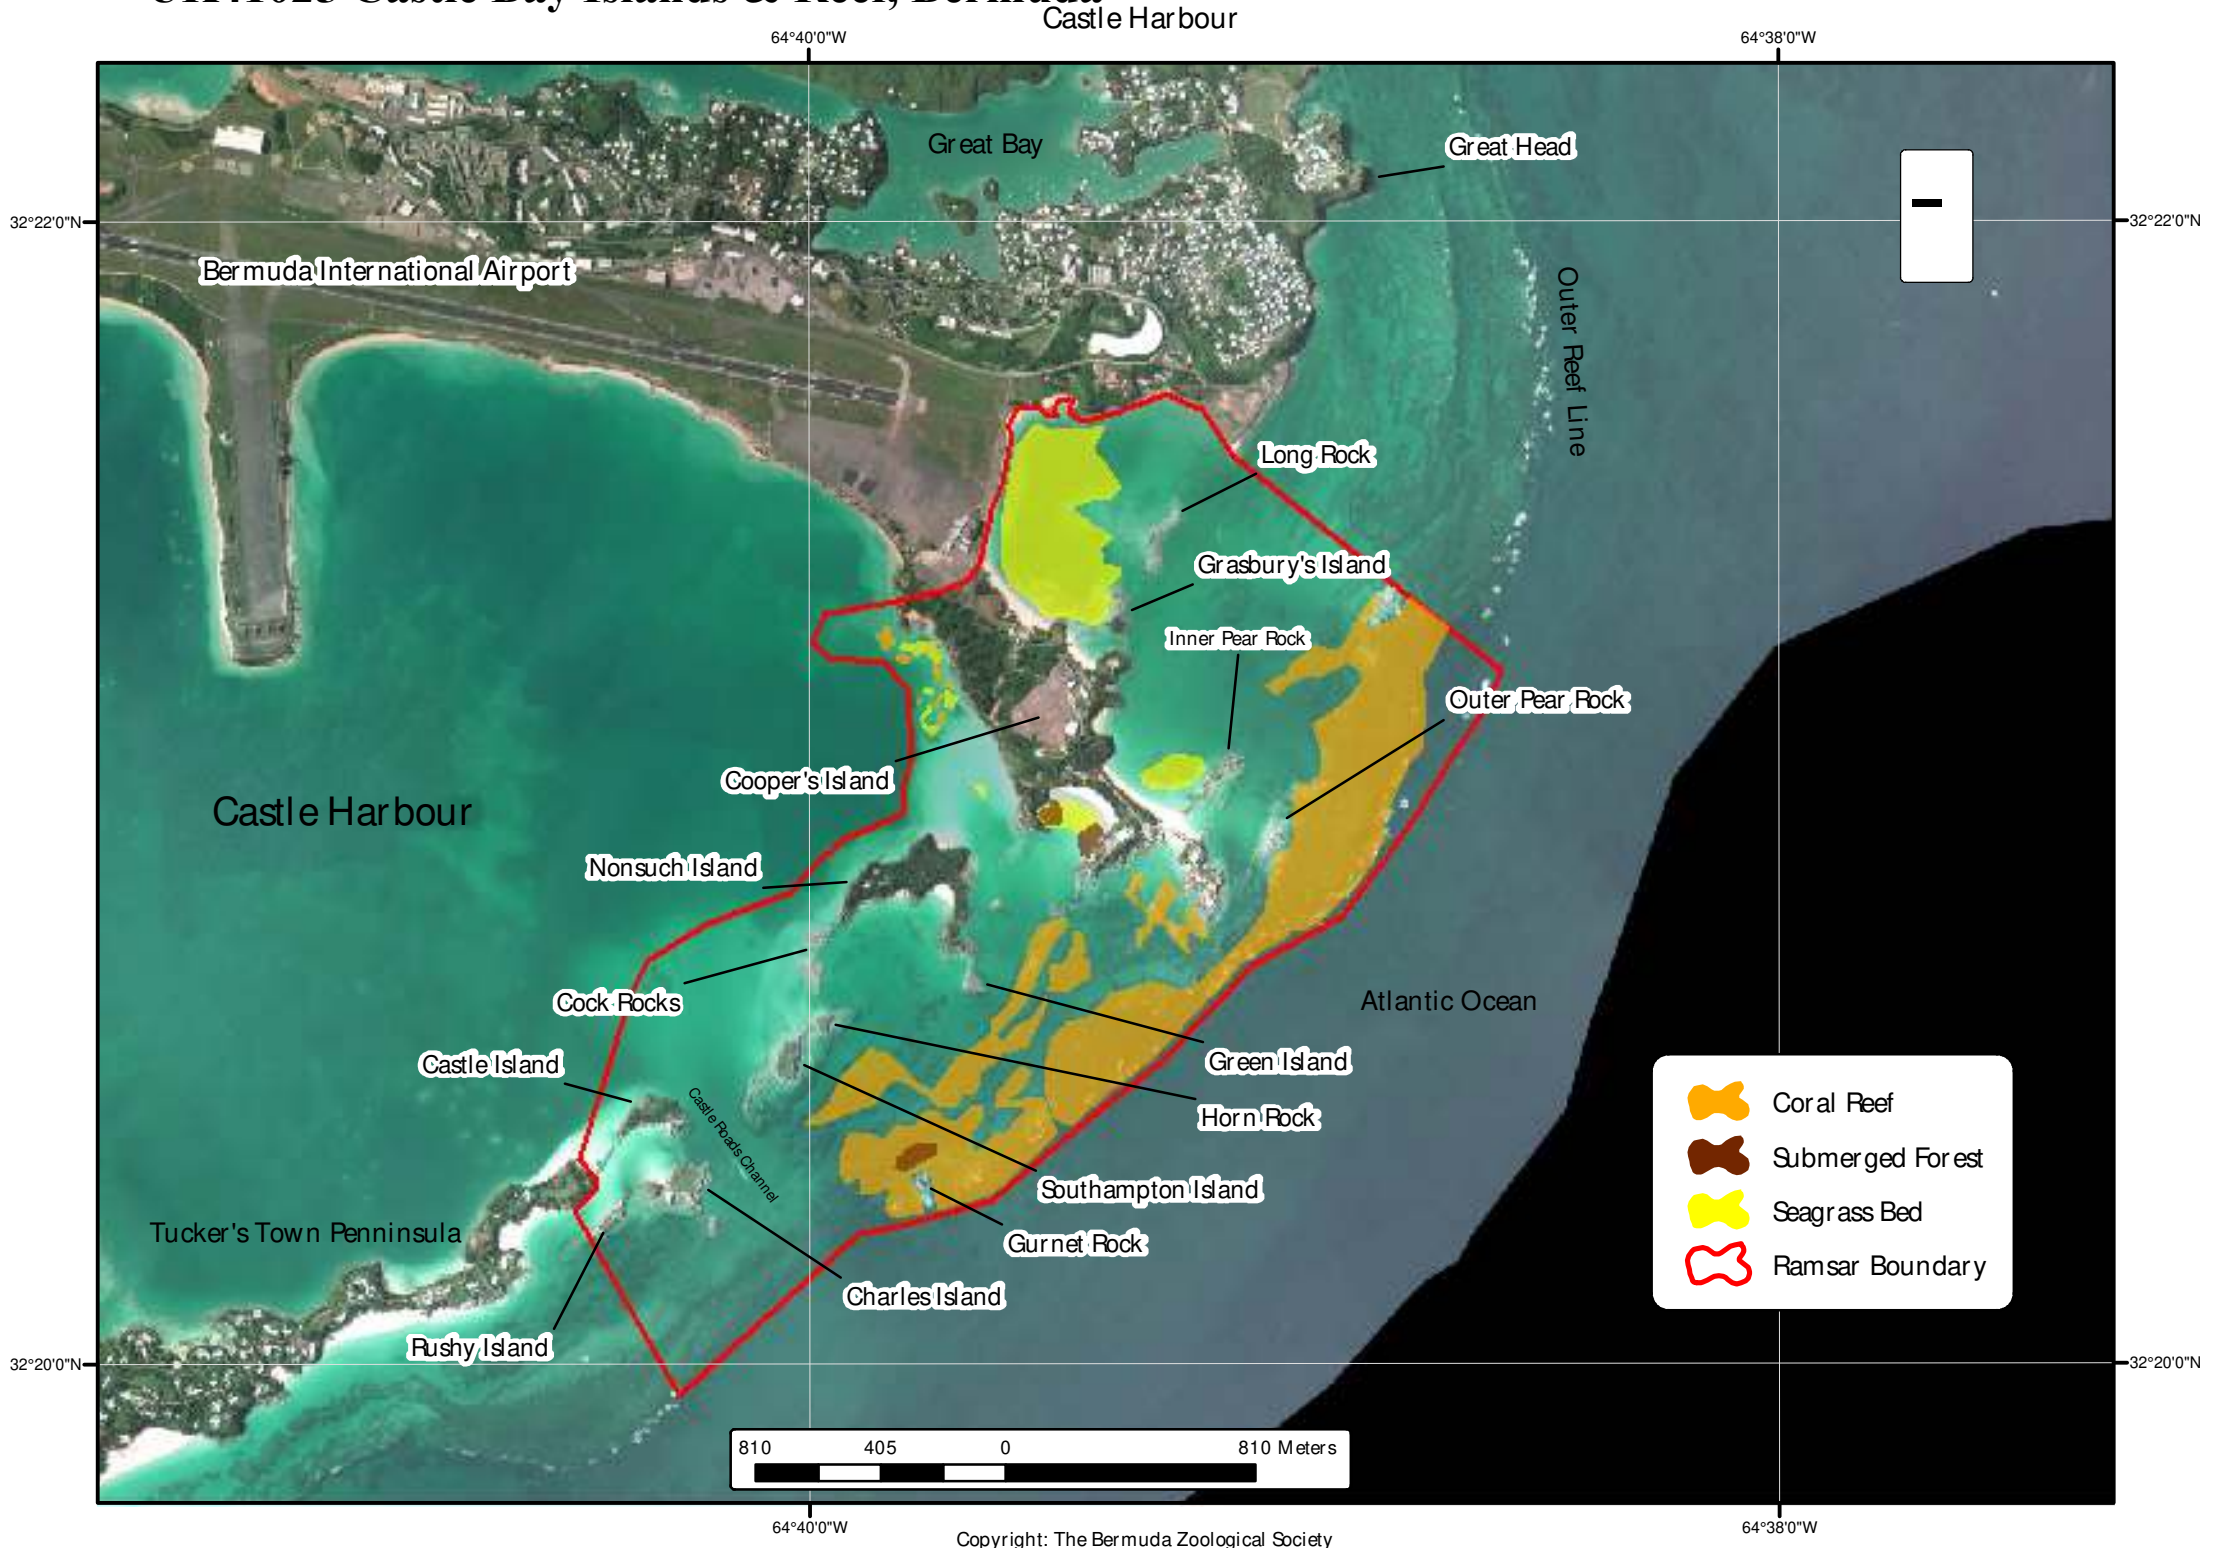 Castle Harbour
64°40'0"W
64°38'0"W
Great Bay
Great Head
32°22'0"N
32°22'0"N
Bermuda International Airport
Outer Reef Line
Long Rock
Grasbury's Island
Inner Pear Rock
Outer Pear Rock
Cooper's Island
Castle Harbour
Nonsuch Island
Cock Rocks
Atlantic Ocean
Castle Island
Green Island
Castle Roads Channel
Horn Rock
Coral Reef
Submerged Forest
Southampton Island
Seagrass Bed
Tucker's Town Penninsula
Gurnet Rock
Ramsar Boundary
Charles Island
Rushy Island
32°20'0"N
32°20'0"N
810 405 0 810 Meters
64°40'0"W
64°38'0"W
Copyright: The Bermuda Zoological Society